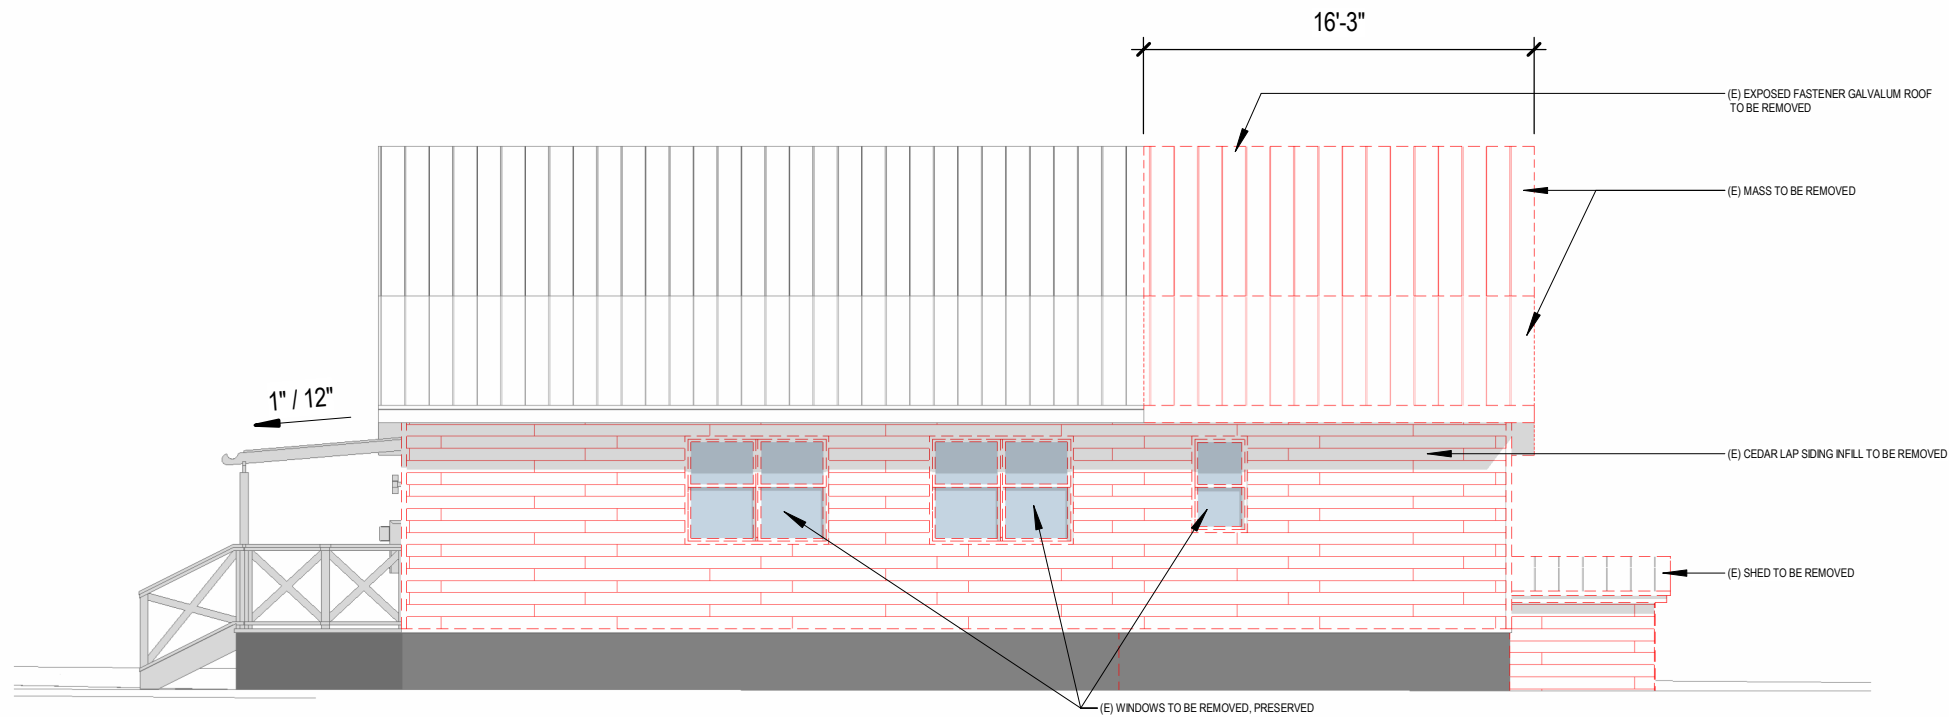 16'-3"
(E) EXPOSED FASTENER GALVALUM ROOF
TO BE REMOVED
(E) MASS TO BE REMOVED
1" / 12"
(E) CEDAR LAP SIDING INFILL TO BE REMOVED
(E) SHED TO BE REMOVED
(E) WINDOWS TO BE REMOVED, PRESERVED